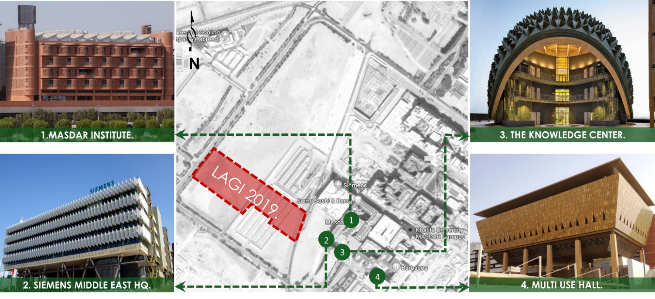 1.MASDAR INSTITUTE.
SIEMENS
2. SIEMENS MIDDLE EAST HQ.
N
LAGI 2019.
Siemens
1
2
3
4
3. THE KNOWLEDGE CENTER.
4. MULTI USE HALL.